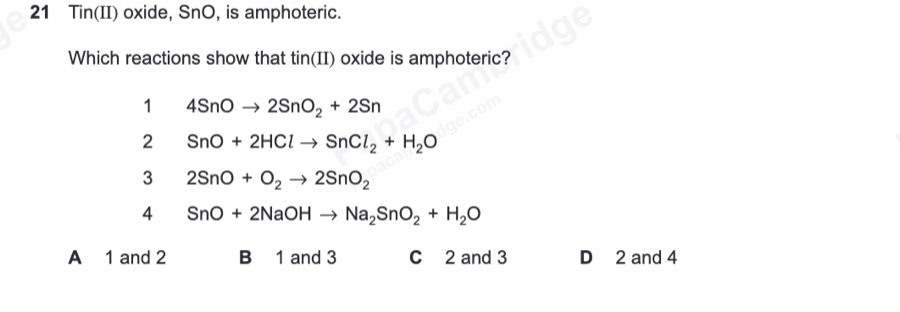 21 Tin(II) oxide, SnO, is amphoteric.
Which reactions show that tin(II) oxide is amphoteric?
1 4SnO → 2SnO₂ + 2Sn
2 SnO + 2HCl → SnCl₂ + H₂O
3 2SnO + O₂ → 2SnO₂
4 SnO + 2NaOH → Na₂SnO₂ + H₂O
A 1 and 2 B 1 and 3 C 2 and 3 D 2 and 4